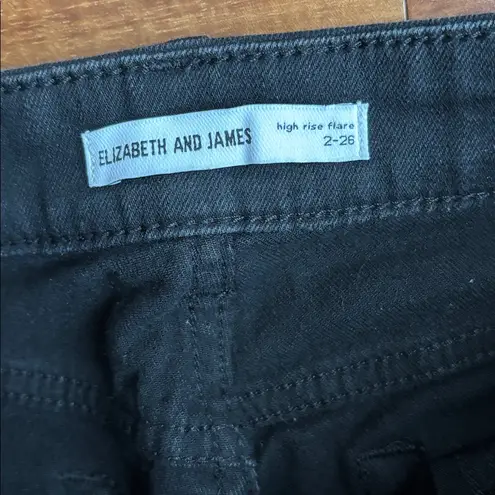 ELIZABETH AND JAMES
high rise flare
2-26